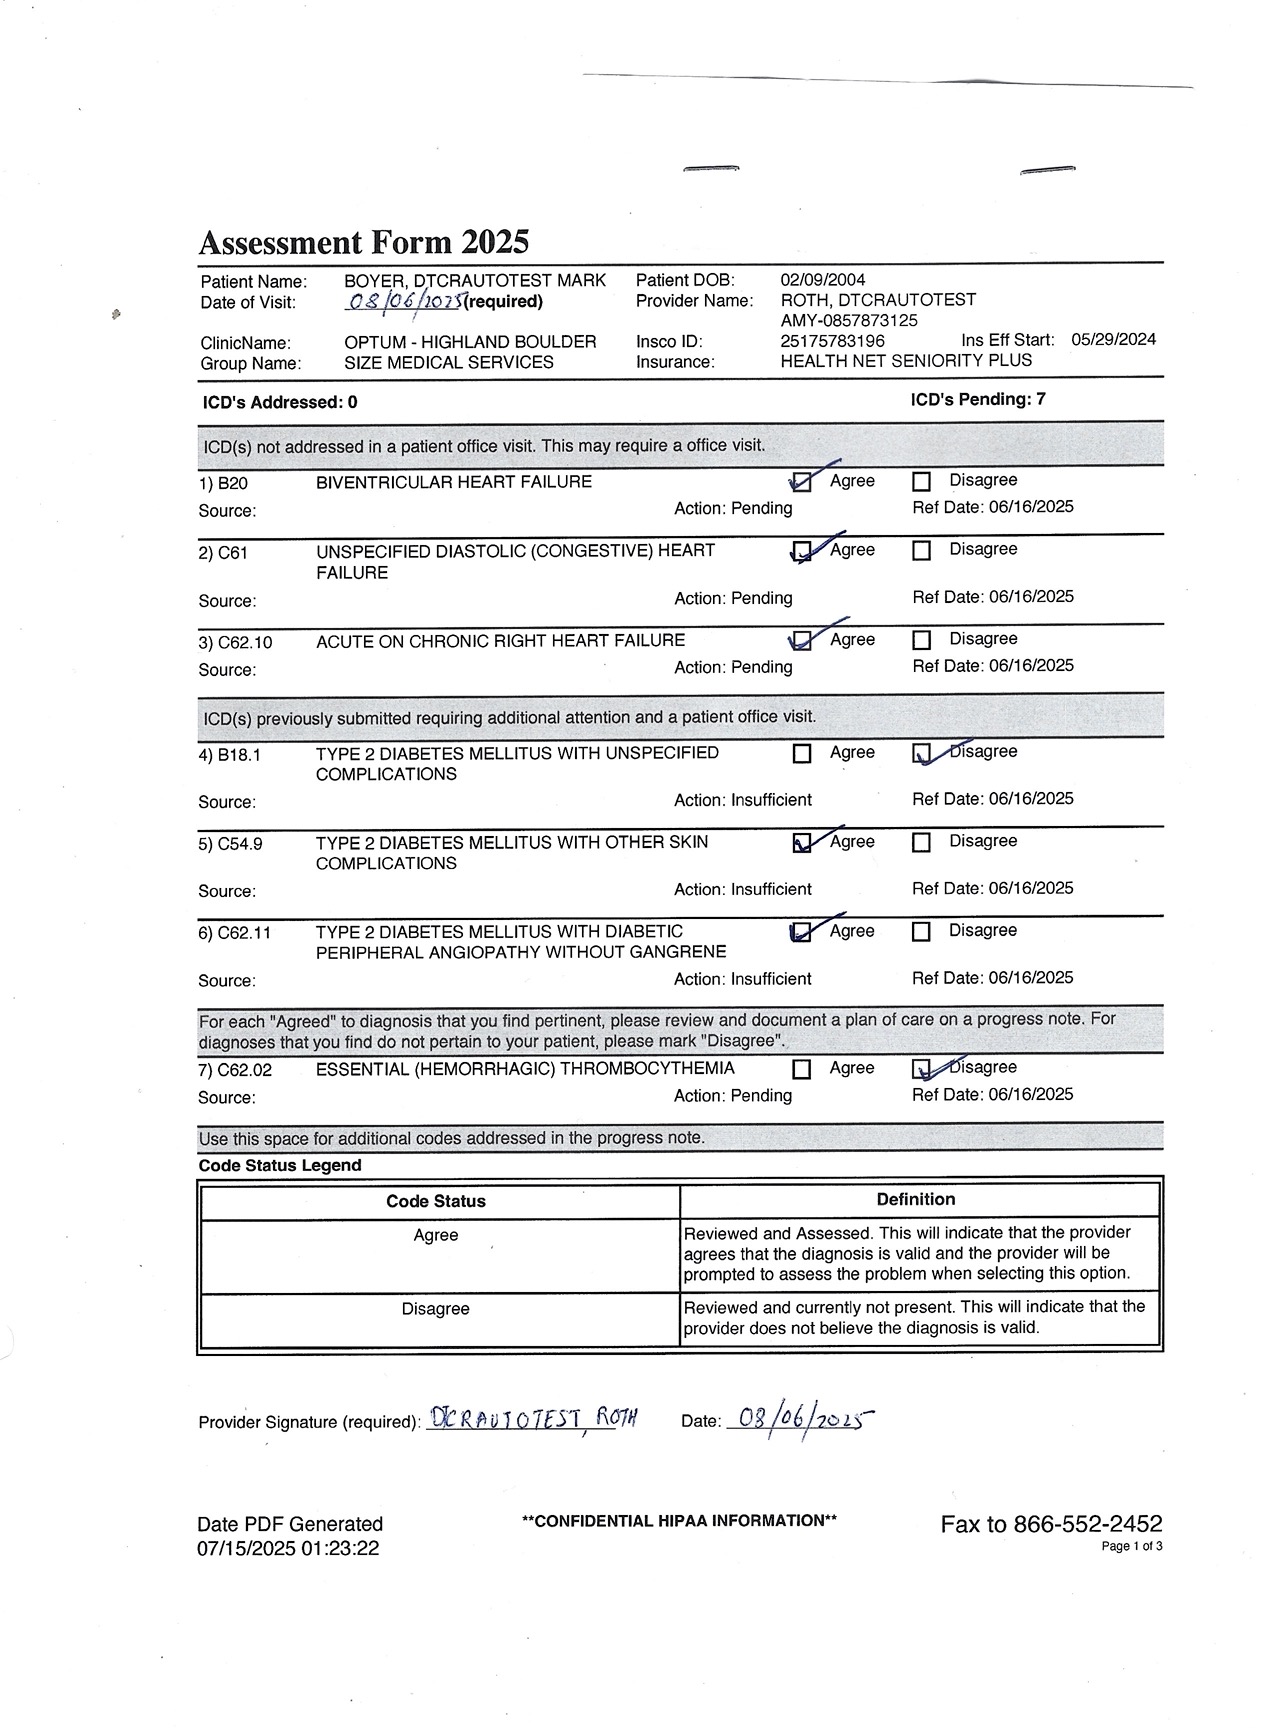 Assessment Form 2025
Patient Name: BOYER, DTCRAUTOTEST MARK Patient DOB: 02/09/2004
Date of Visit: 08/06/2025 (required) Provider Name: ROTH, DTCRAUTOTEST
AMY-0857873125
ClinicName: OPTUM - HIGHLAND BOULDER Insco ID: 25175783196 Ins Eff Start: 05/29/2024
Group Name: SIZE MEDICAL SERVICES Insurance: HEALTH NET SENIORITY PLUS
ICD's Addressed: 0 ICD's Pending: 7
ICD(s) not addressed in a patient office visit. This may require a office visit.
1) B20 BIVENTRICULAR HEART FAILURE Agree Disagree
Source: Action: Pending Ref Date: 06/16/2025
2) C61 UNSPECIFIED DIASTOLIC (CONGESTIVE) HEART Agree Disagree
FAILURE
Source: Action: Pending Ref Date: 06/16/2025
3) C62.10 ACUTE ON CHRONIC RIGHT HEART FAILURE Agree Disagree
Source: Action: Pending Ref Date: 06/16/2025
ICD(s) previously submitted requiring additional attention and a patient office visit.
4) B18.1 TYPE 2 DIABETES MELLITUS WITH UNSPECIFIED Agree Disagree
COMPLICATIONS
Source: Action: Insufficient Ref Date: 06/16/2025
5) C54.9 TYPE 2 DIABETES MELLITUS WITH OTHER SKIN Agree Disagree
COMPLICATIONS
Source: Action: Insufficient Ref Date: 06/16/2025
6) C62.11 TYPE 2 DIABETES MELLITUS WITH DIABETIC Agree Disagree
PERIPHERAL ANGIOPATHY WITHOUT GANGRENE
Source: Action: Insufficient Ref Date: 06/16/2025
For each "Agreed" to diagnosis that you find pertinent, please review and document a plan of care on a progress note. For
diagnoses that you find do not pertain to your patient, please mark "Disagree".
7) C62.02 ESSENTIAL (HEMORRHAGIC) THROMBOCYTHEMIA Agree Disagree
Source: Action: Pending Ref Date: 06/16/2025
Use this space for additional codes addressed in the progress note.
Code Status Legend
Code Status Definition
Agree Reviewed and Assessed. This will indicate that the provider
agrees that the diagnosis is valid and the provider will be
prompted to assess the problem when selecting this option.
Disagree Reviewed and currently not present. This will indicate that the
provider does not believe the diagnosis is valid.
Provider Signature (required): DTCRAUTOTEST, ROTH Date: 08/06/2025
Date PDF Generated **CONFIDENTIAL HIPAA INFORMATION** Fax to 866-552-2452
07/15/2025 01:23:22 Page 1 of 3